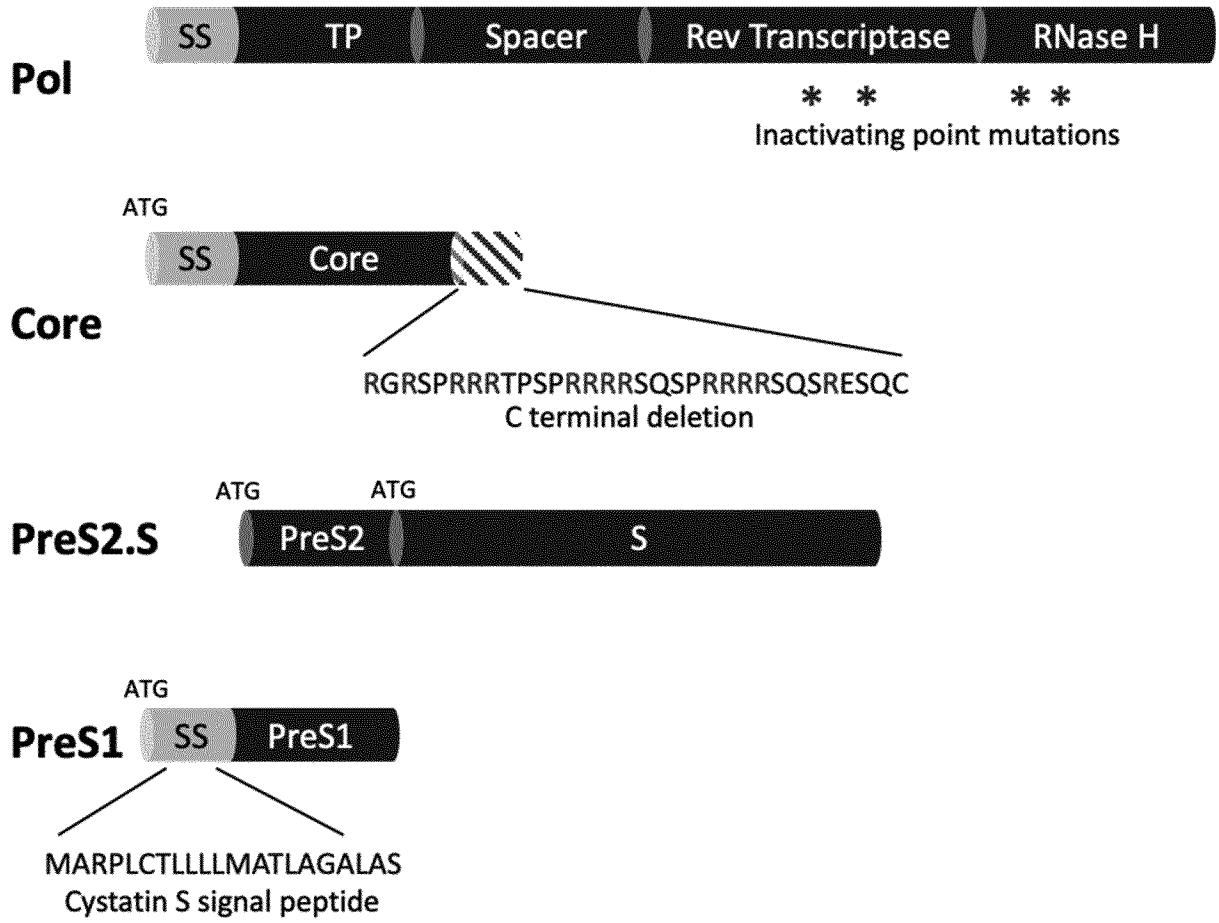 SS TP Spacer Rev Transcriptase RNase H
Pol
* * * *
Inactivating point mutations
ATG
SS Core
Core
RGRSPRRRTPSPRRRRSQSPRRRRSQSRESQC
C terminal deletion
ATG ATG
PreS2.S PreS2 S
ATG
PreS1 SS PreS1
MARPLCTLLLLMATLAGALAS
Cystatin S signal peptide